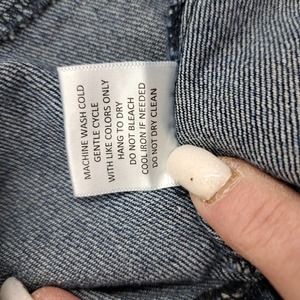 MACHINE WASH COLD
GENTLE CYCLE
WITH LIKE COLORS ONLY
HANG TO DRY
DO NOT BLEACH
COOL IRON IF NEEDED
DO NOT DRY CLEAN